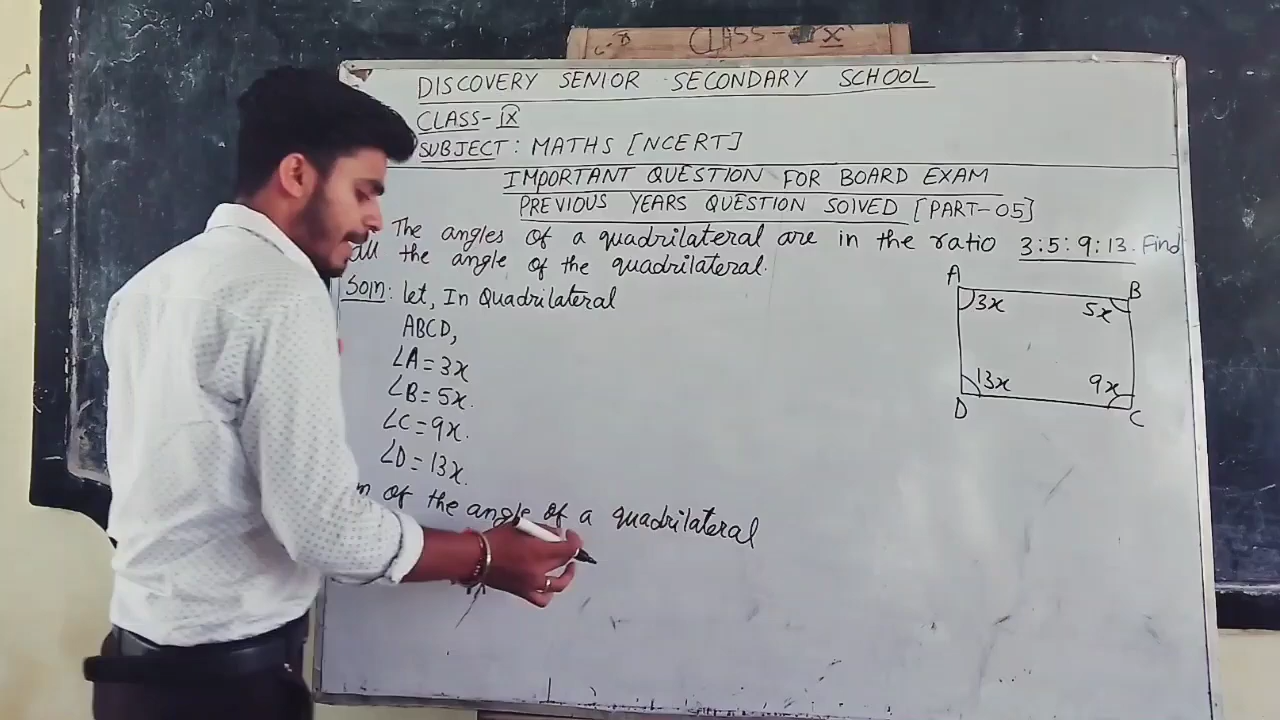 CLASS- X
DISCOVERY SENIOR SECONDARY SCHOOL
CLASS-IX
SUBJECT: MATHS [NCERT]
IMPORTANT QUESTION FOR BOARD EXAM
PREVIOUS YEARS QUESTION SOLVED [PART-05]
The angles of a quadrilateral are in the ratio 3:5:9:13. Find
all the angle of the quadrilateral.
Soln: let, In Quadrilateral
ABCD,
∠A=3x
∠B=5x.
∠C=9x.
∠D=13x.
of the angle of a quadrilateral
A B
3x 5x
13x 9x
D C